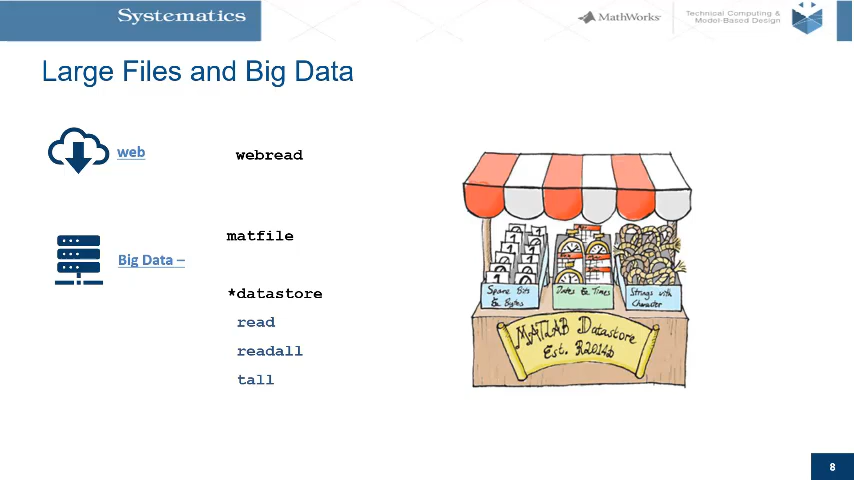 Systematics
MathWorks
Technical Computing &
Model-Based Design
Large Files and Big Data
web
webread
matfile
Big Data –
*datastore
read
readall
tall
Spare Bits
& Bytes
Dates & Times
Strings with
Character
MATLAB Datastore
Est. R2014b
8